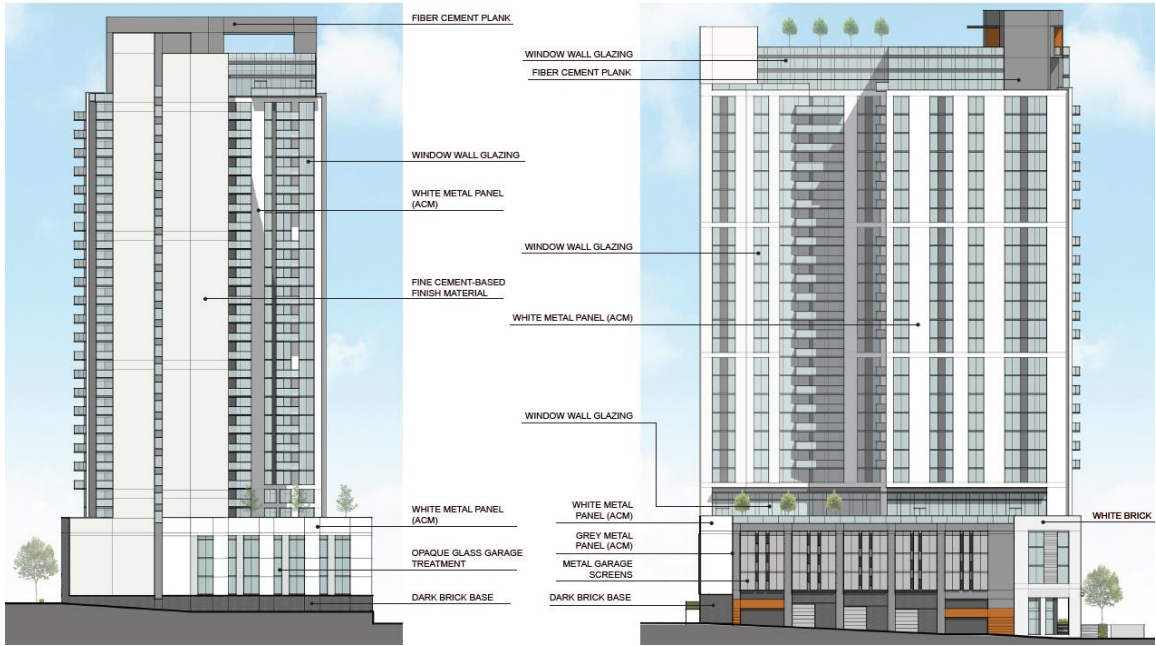 FIBER CEMENT PLANK
WINDOW WALL GLAZING
WHITE METAL PANEL
(ACM)
FINE CEMENT-BASED
FINISH MATERIAL
WHITE METAL PANEL
(ACM)
OPAQUE GLASS GARAGE
TREATMENT
DARK BRICK BASE
WINDOW WALL GLAZING
FIBER CEMENT PLANK
WINDOW WALL GLAZING
WHITE METAL PANEL (ACM)
WINDOW WALL GLAZING
WHITE METAL
PANEL (ACM)
GREY METAL
PANEL (ACM)
METAL GARAGE
SCREENS
DARK BRICK BASE
WHITE BRICK